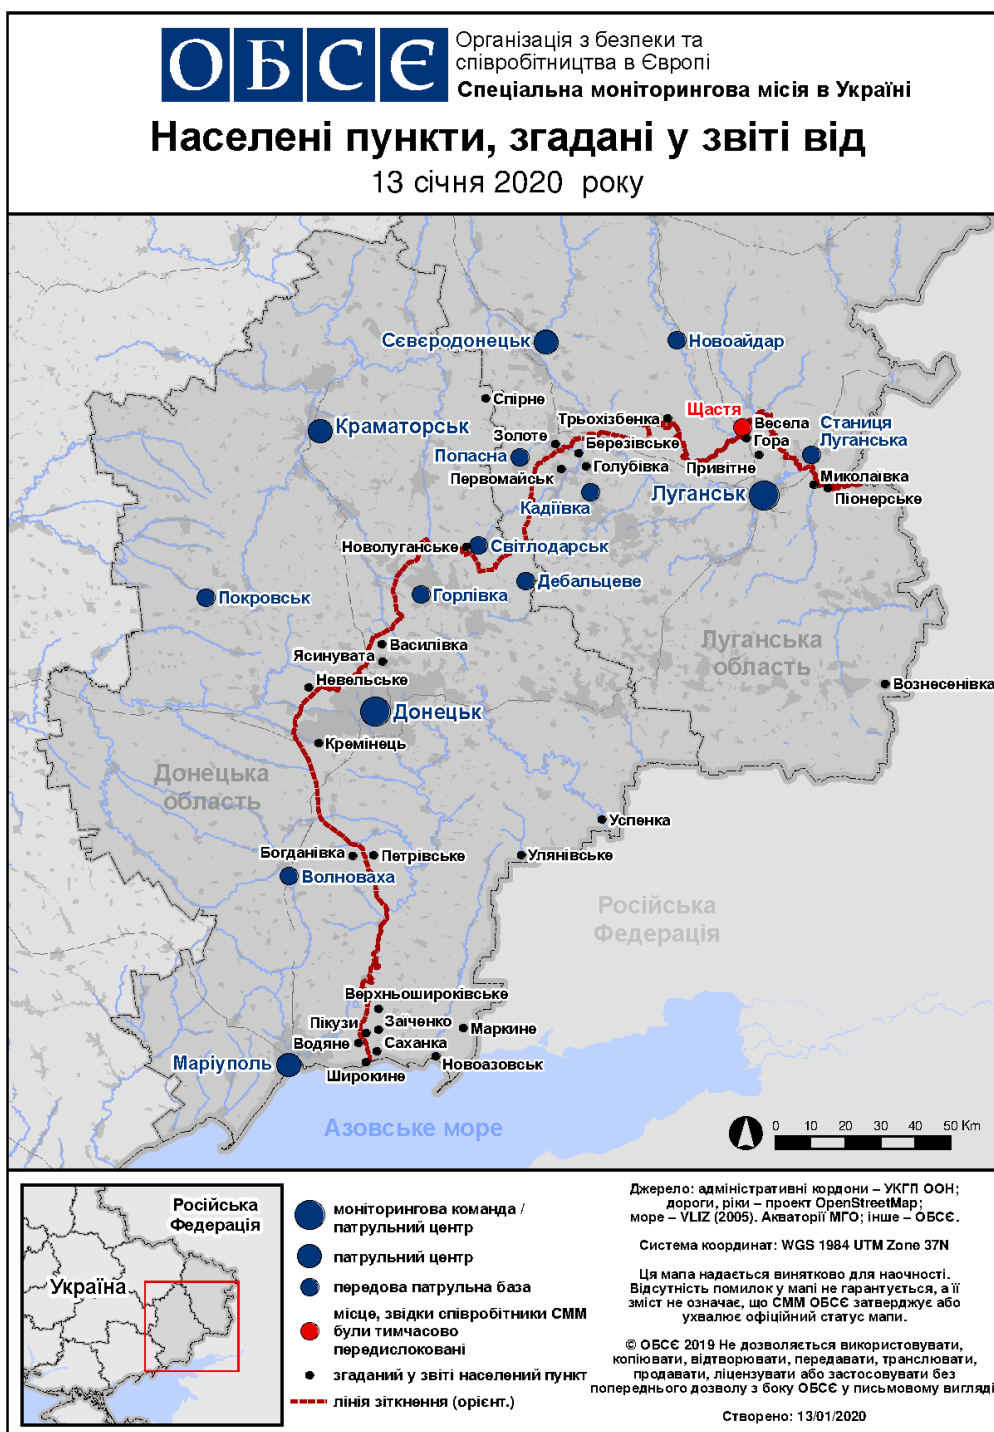 ОБСЄ
Організація з безпеки та
співробітництва в Європі
Спеціальна моніторингова місія в Україні
Населені пункти, згадані у звіті від
13 січня 2020 року
Сєвєродонецьк
Новоайдар
Спірне
Щастя
Трьохізбенка
Весела
Гора
Станиця
Луганська
Краматорськ
Золоте
Березівське
Попасна
Голубівка
Привітне
Первомайськ
Миколаївка
Луганськ
Піонерське
Кадіївка
Новолуганське
Світлодарськ
Дебальцеве
Покровськ
Горлівка
Василівка
Луганська
область
Ясинувата
Невельське
Вознесенівка
Донецьк
Кремінець
Донецька
область
Успенка
Богданівка
Петрівське
Улянівське
Волноваха
Російська
Федерація
Верхньошироківське
Пікузи
Заїченко
Маркине
Водяне
Саханка
Маріуполь
Новоазовськ
Широкине
Азовське море
0 10 20 30 40 50 Km
Російська
Федерація
Україна
моніторингова команда /
патрульний центр
патрульний центр
передова патрульна база
місце, звідки співробітники СММ
були тимчасово
передислоковані
згаданий у звіті населений пункт
лінія зіткнення (орієнт.)
Джерело: адміністративні кордони – УКГП ООН;
дороги, ріки – проект OpenStreetMap;
море – VLIZ (2005). Акваторії МГО; інше – ОБСЄ.
Система координат: WGS 1984 UTM Zone 37N
Ця мапа надається винятково для наочності.
Відсутність помилок у мапі не гарантується, а її
зміст не означає, що СММ ОБСЄ затверджує або
ухвалює офіційний статус мапи.
© ОБСЄ 2019 Не дозволяється використовувати,
копіювати, відтворювати, передавати, транслювати,
продавати, ліцензувати або застосовувати без
попереднього дозволу з боку ОБСЄ у письмовому вигляді
Створено: 13/01/2020